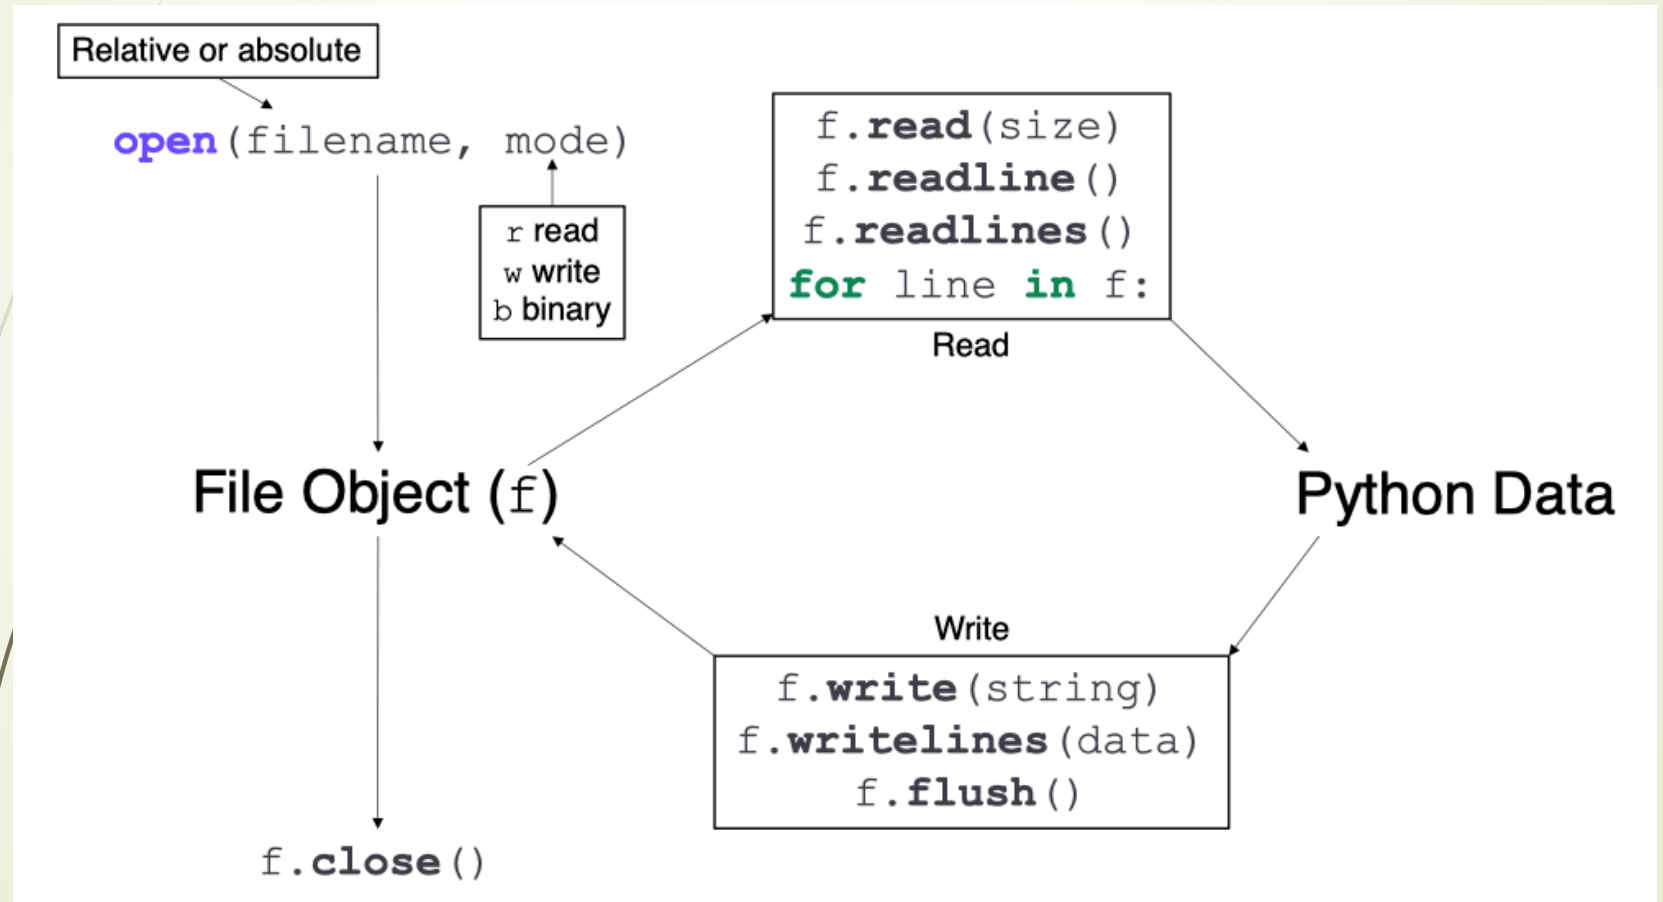 Relative or absolute
open(filename, mode)
r read
w write
b binary
f.read(size)
f.readline()
f.readlines()
for line in f:
Read
File Object (f)
Python Data
Write
f.write(string)
f.writelines(data)
f.flush()
f.close()